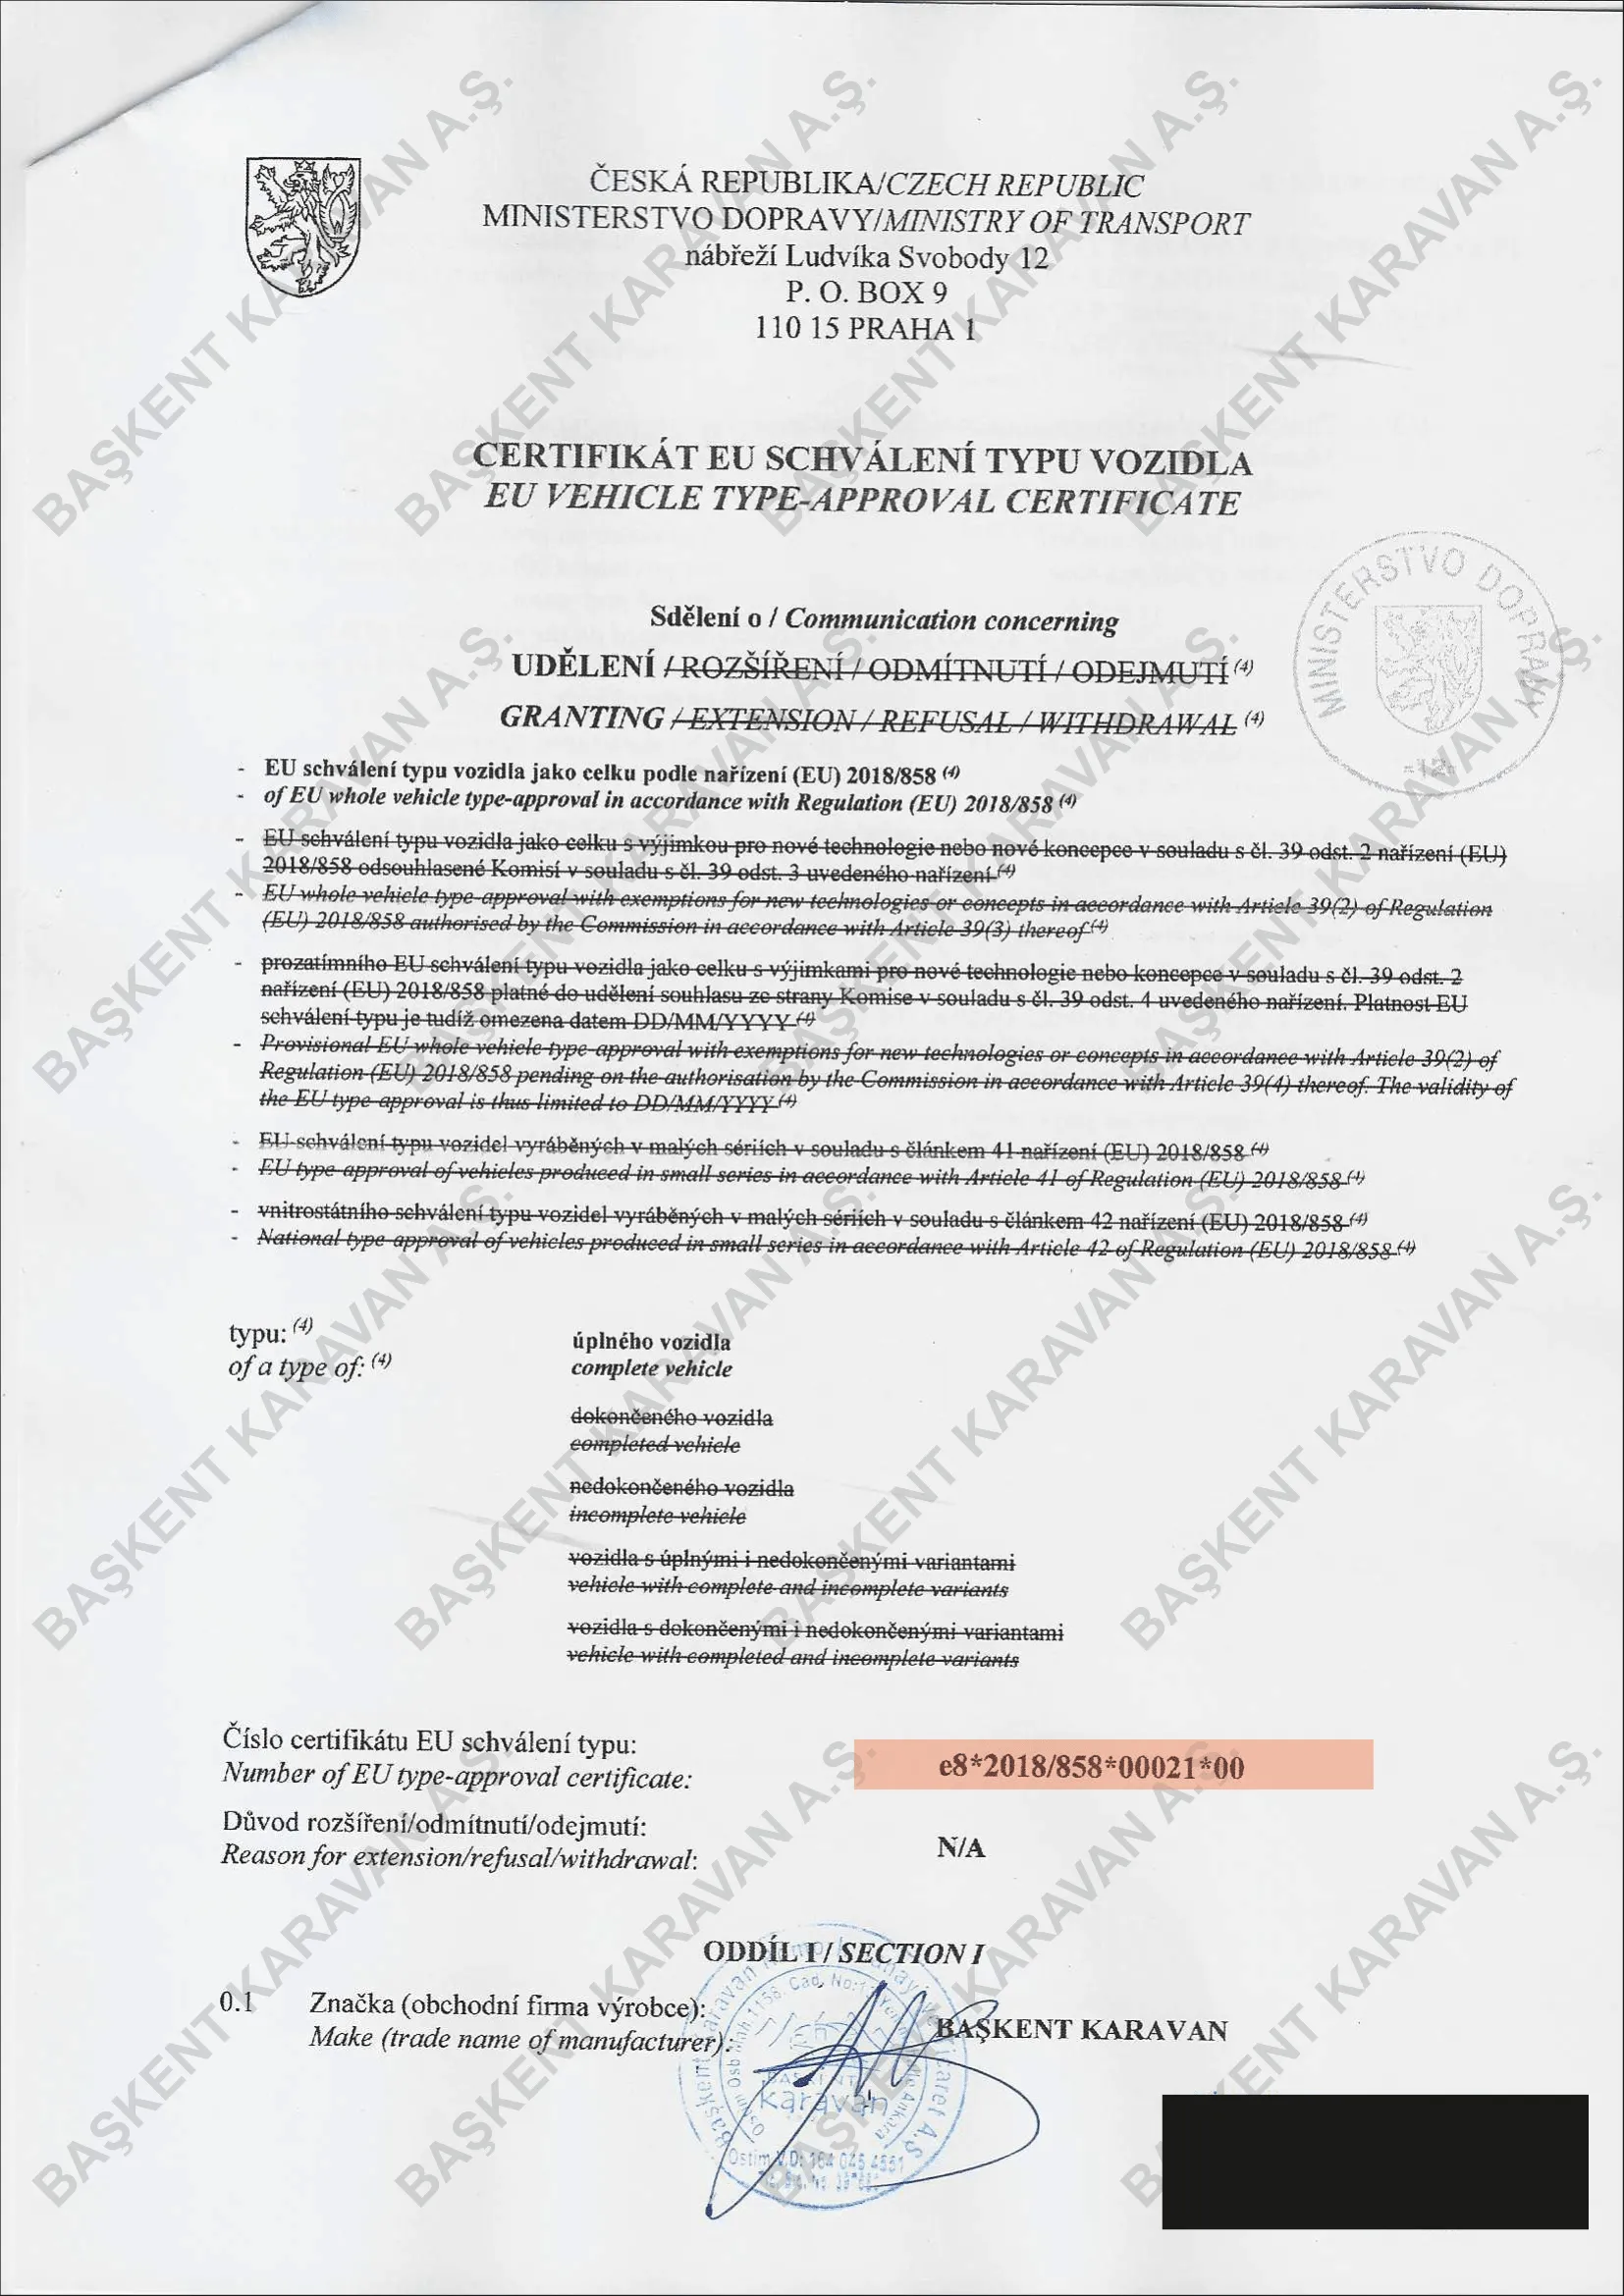 ČESKÁ REPUBLIKA/CZECH REPUBLIC
MINISTERSTVO DOPRAVY/MINISTRY OF TRANSPORT
nábřeží Ludvíka Svobody 12
P. O. BOX 9
110 15 PRAHA 1
CERTIFIKÁT EU SCHVÁLENÍ TYPU VOZIDLA
EU VEHICLE TYPE-APPROVAL CERTIFICATE
MINISTERSTVO DOPRAVY
-12-
Sdělení o / Communication concerning
UDĚLENÍ / ROZŠÍŘENÍ / ODMÍTNUTÍ / ODEJMUTÍ (4)
GRANTING / EXTENSION / REFUSAL / WITHDRAWAL (4)
- EU schválení typu vozidla jako celku podle nařízení (EU) 2018/858 (4)
- of EU whole vehicle type-approval in accordance with Regulation (EU) 2018/858 (4)
- EU schválení typu vozidla jako celku s výjimkou pro nové technologie nebo nové koncepce v souladu s čl. 39 odst. 2 nařízení (EU)
2018/858 odsouhlasené Komisí v souladu s čl. 39 odst. 3 uvedeného nařízení (4)
- EU whole vehicle type-approval with exemptions for new technologies or concepts in accordance with Article 39(2) of Regulation
(EU) 2018/858 authorised by the Commission in accordance with Article 39(3) thereof (4)
- prozatímního EU schválení typu vozidla jako celku s výjimkami pro nové technologie nebo koncepce v souladu s čl. 39 odst. 2
nařízení (EU) 2018/858 platné do udělení souhlasu ze strany Komise v souladu s čl. 39 odst. 4 uvedeného nařízení. Platnost EU
schválení typu je tudíž omezena datem DD/MM/YYYY (4)
- Provisional EU whole vehicle type-approval with exemptions for new technologies or concepts in accordance with Article 39(2) of
Regulation (EU) 2018/858 pending on the authorisation by the Commission in accordance with Article 39(4) thereof. The validity of
the EU type-approval is thus limited to DD/MM/YYYY (4)
- EU schválení typu vozidel vyráběných v malých sériích v souladu s článkem 41 nařízení (EU) 2018/858 (4)
- EU type-approval of vehicles produced in small series in accordance with Article 41 of Regulation (EU) 2018/858 (4)
- vnitrostátního schválení typu vozidel vyráběných v malých sériích v souladu s článkem 42 nařízení (EU) 2018/858 (4)
- National type-approval of vehicles produced in small series in accordance with Article 42 of Regulation (EU) 2018/858 (4)
typu: (4) úplného vozidla
of a type of: (4) complete vehicle
dokončeného vozidla
completed vehicle
nedokončeného vozidla
incomplete vehicle
vozidla s úplnými i nedokončenými variantami
vehicle with complete and incomplete variants
vozidla s dokončenými i nedokončenými variantami
vehicle with completed and incomplete variants
Číslo certifikátu EU schválení typu:
Number of EU type-approval certificate: e8*2018/858*00021*00
Důvod rozšíření/odmítnutí/odejmutí:
Reason for extension/refusal/withdrawal: N/A
ODDÍL I / SECTION I
0.1 Značka (obchodní firma výrobce):
Make (trade name of manufacturer): BAŞKENT KARAVAN
BAŞKENT
karavan
BAŞKENT KARAVAN A.Ş.